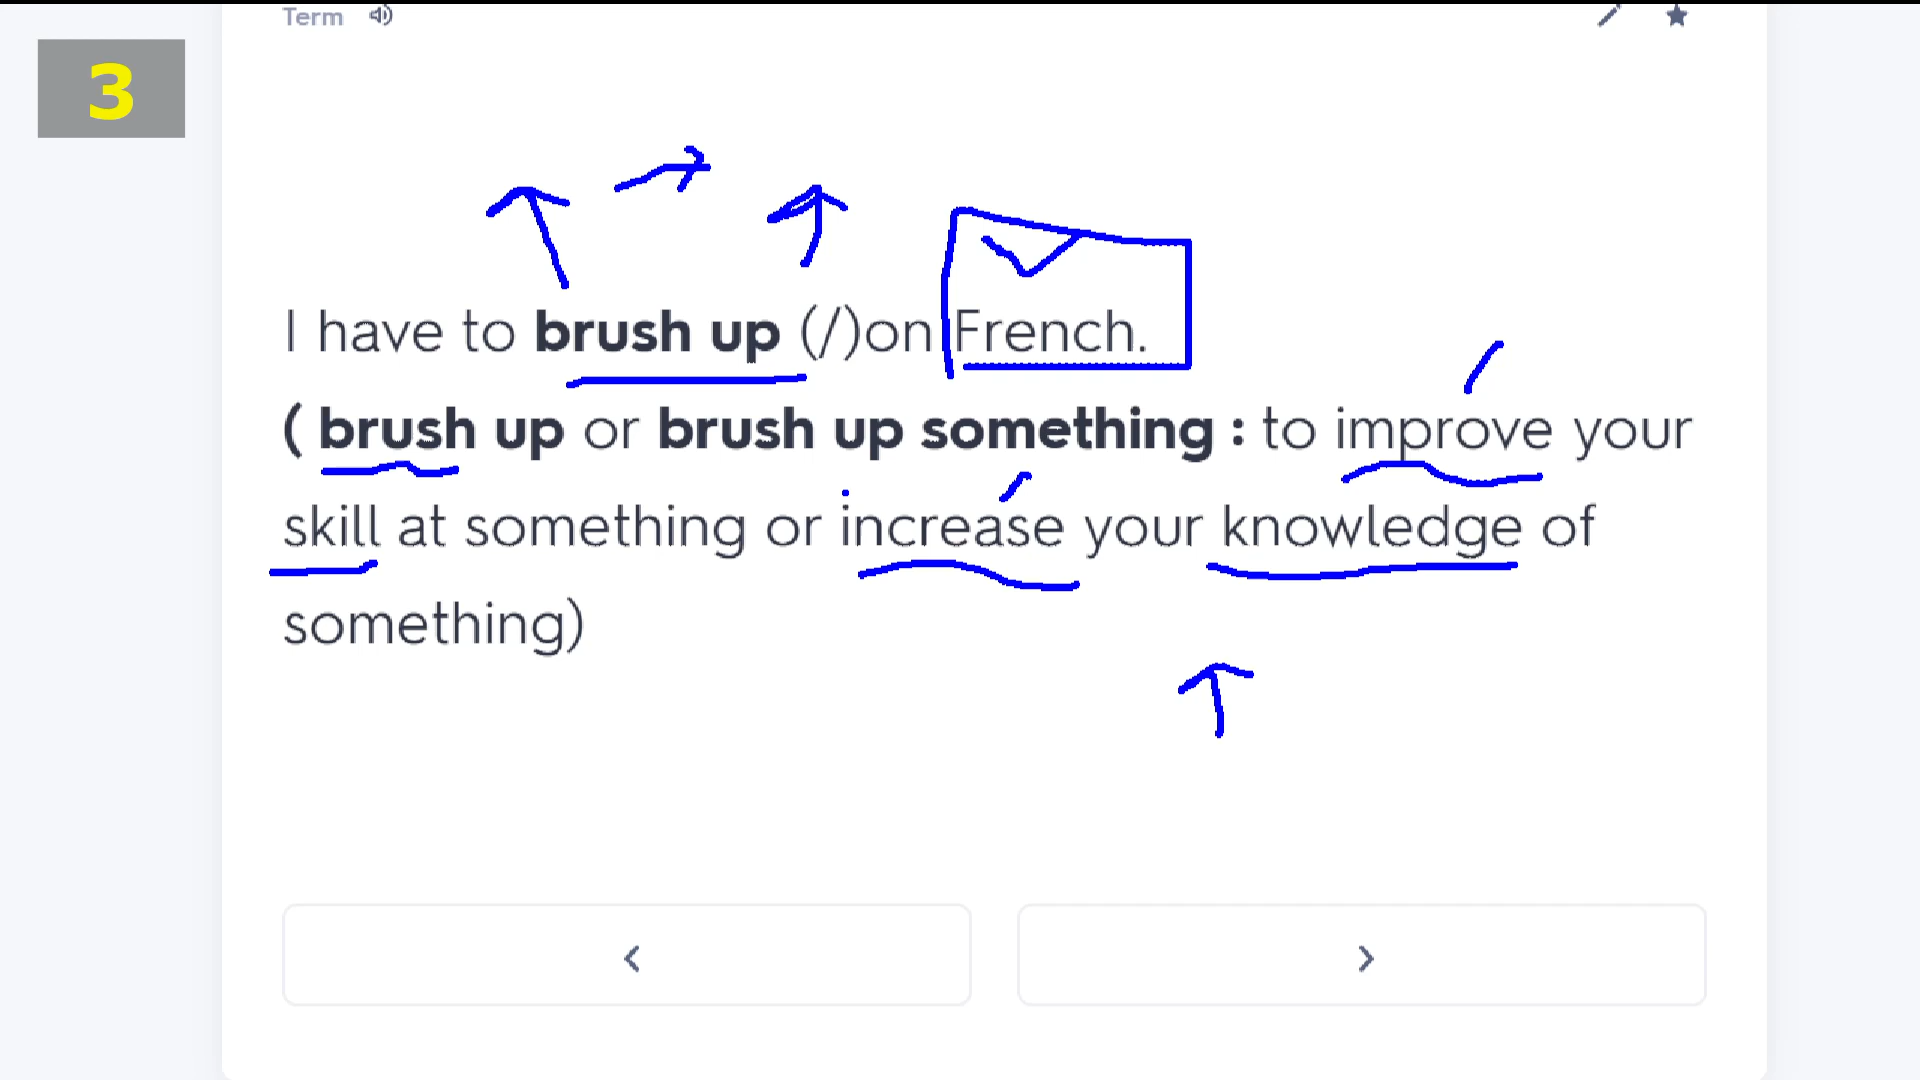 Term
3
I have to brush up (/)on French.
( brush up or brush up something : to improve your
skill at something or increase your knowledge of
something)